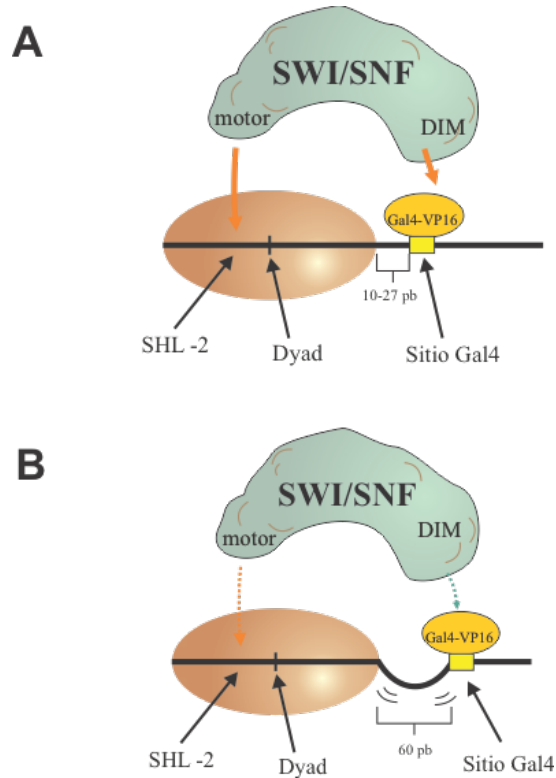 A
SWI/SNF
motor
DIM
Gal4-VP16
10-27 pb
SHL -2
Dyad
Sitio Gal4
B
SWI/SNF
motor
DIM
Gal4-VP16
60 pb
SHL -2
Dyad
Sitio Gal4